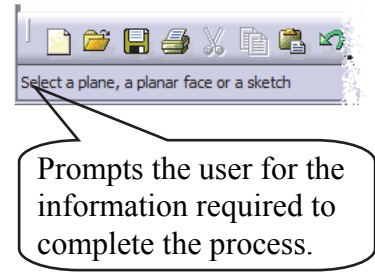 Select a plane, a planar face or a sketch
Prompts the user for the
information required to
complete the process.